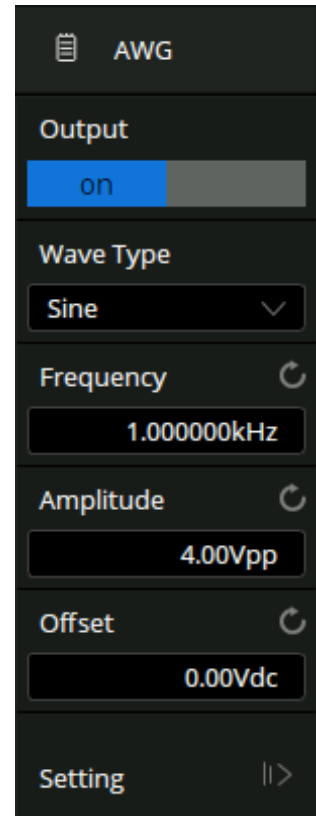 AWG
Output
on
Wave Type
Sine
Frequency
1.000000kHz
Amplitude
4.00Vpp
Offset
0.00Vdc
Setting